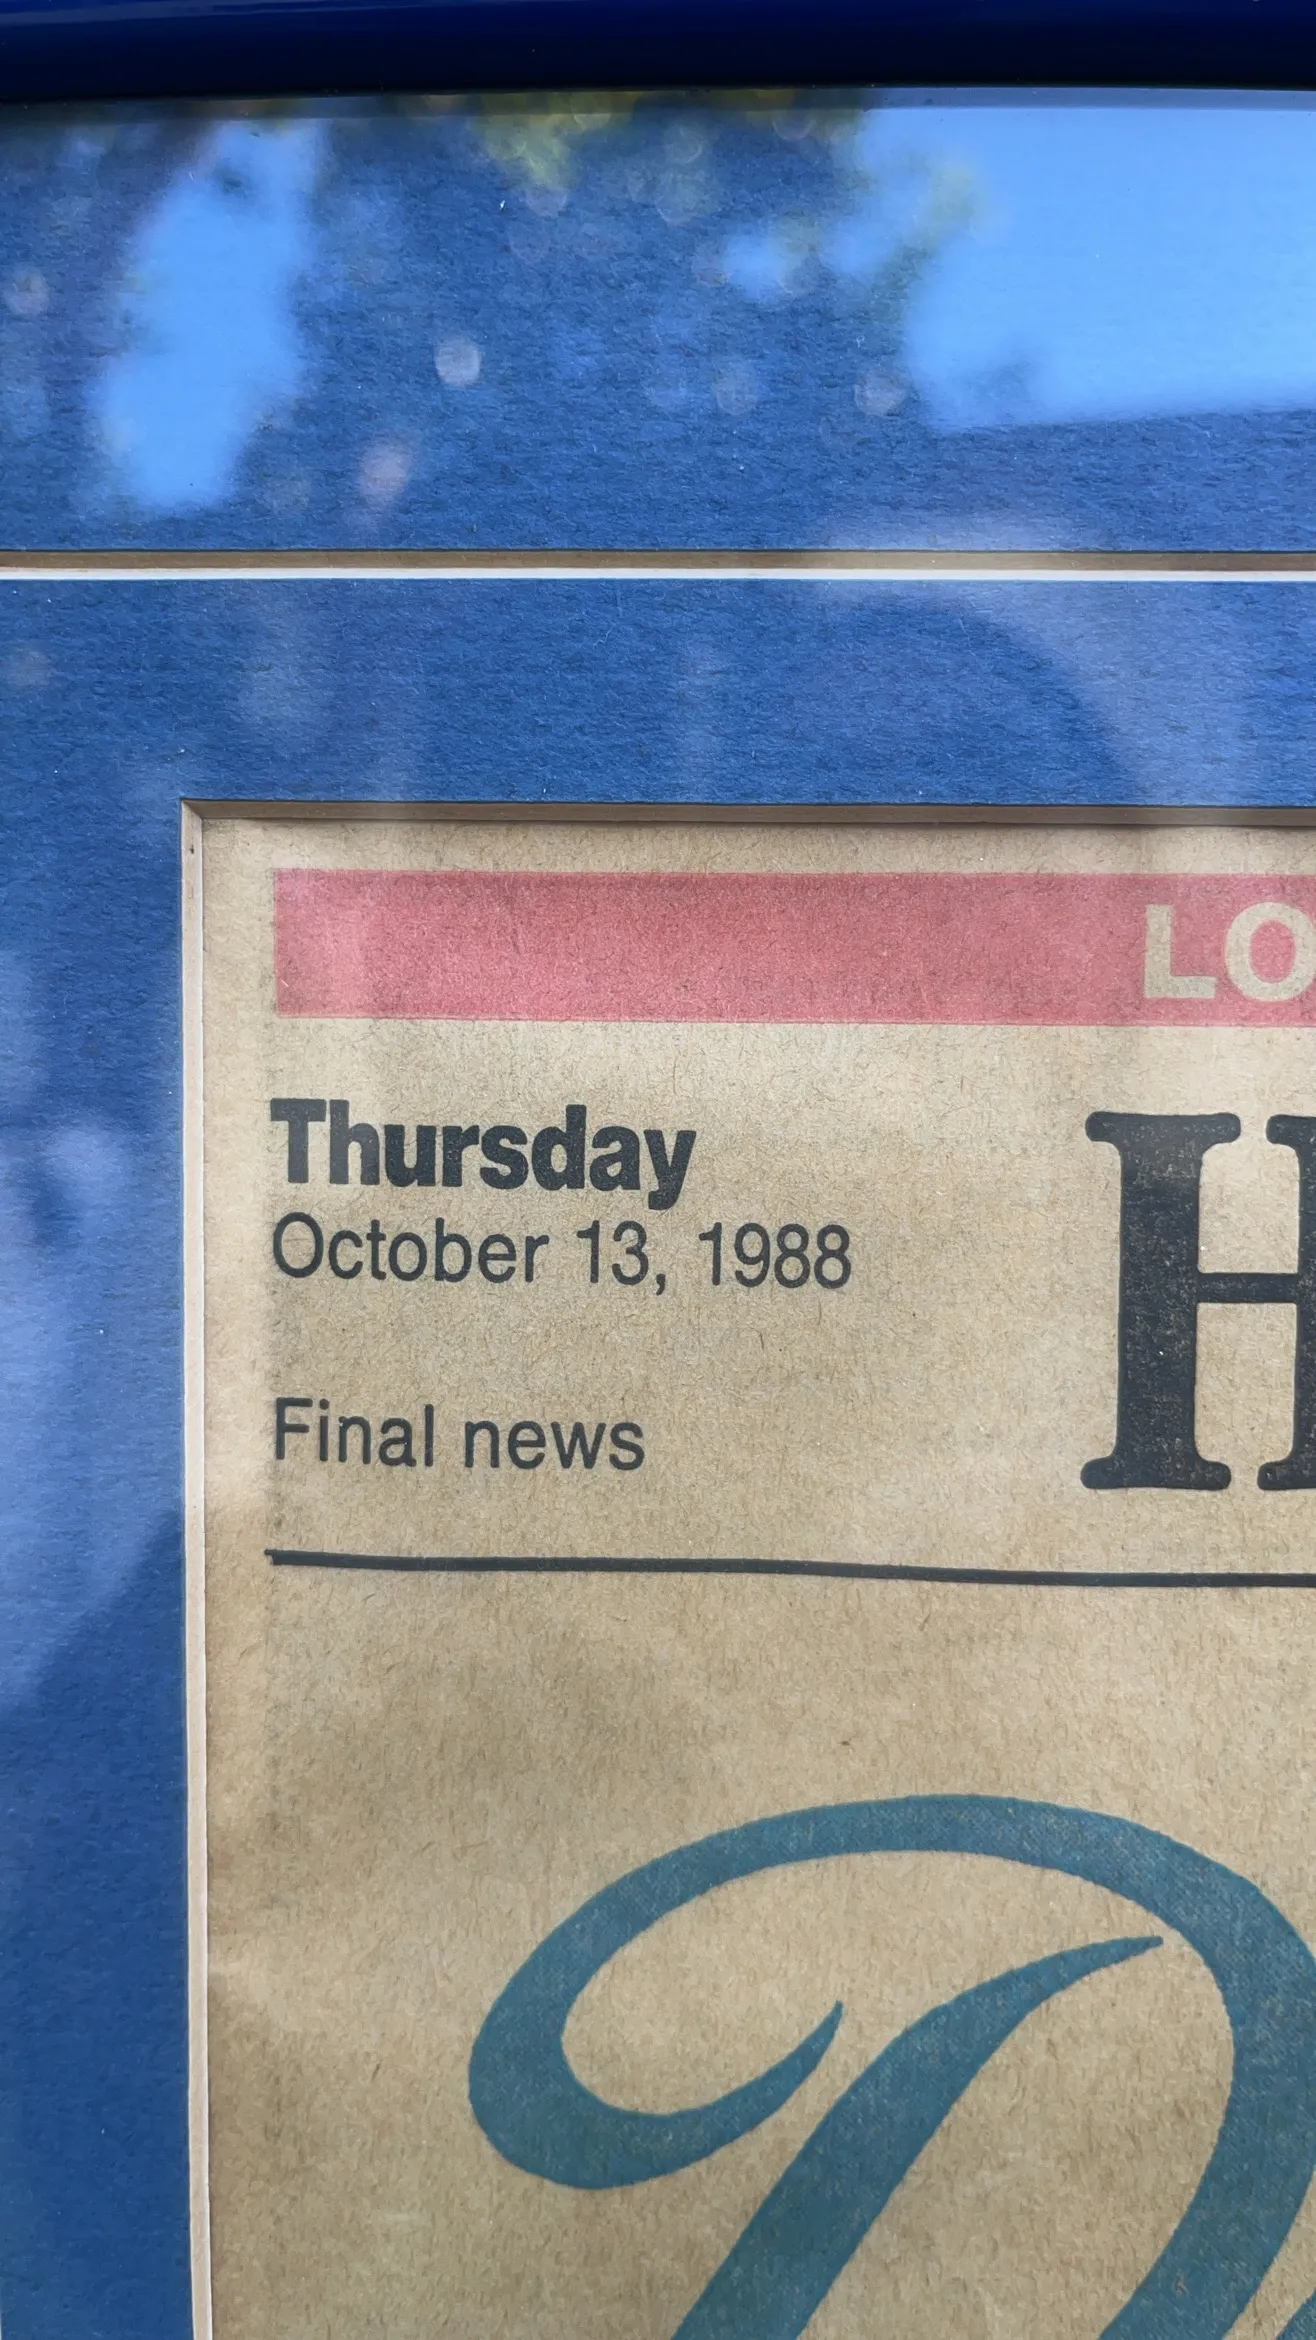 LO
Thursday
October 13, 1988
H
Final news
D